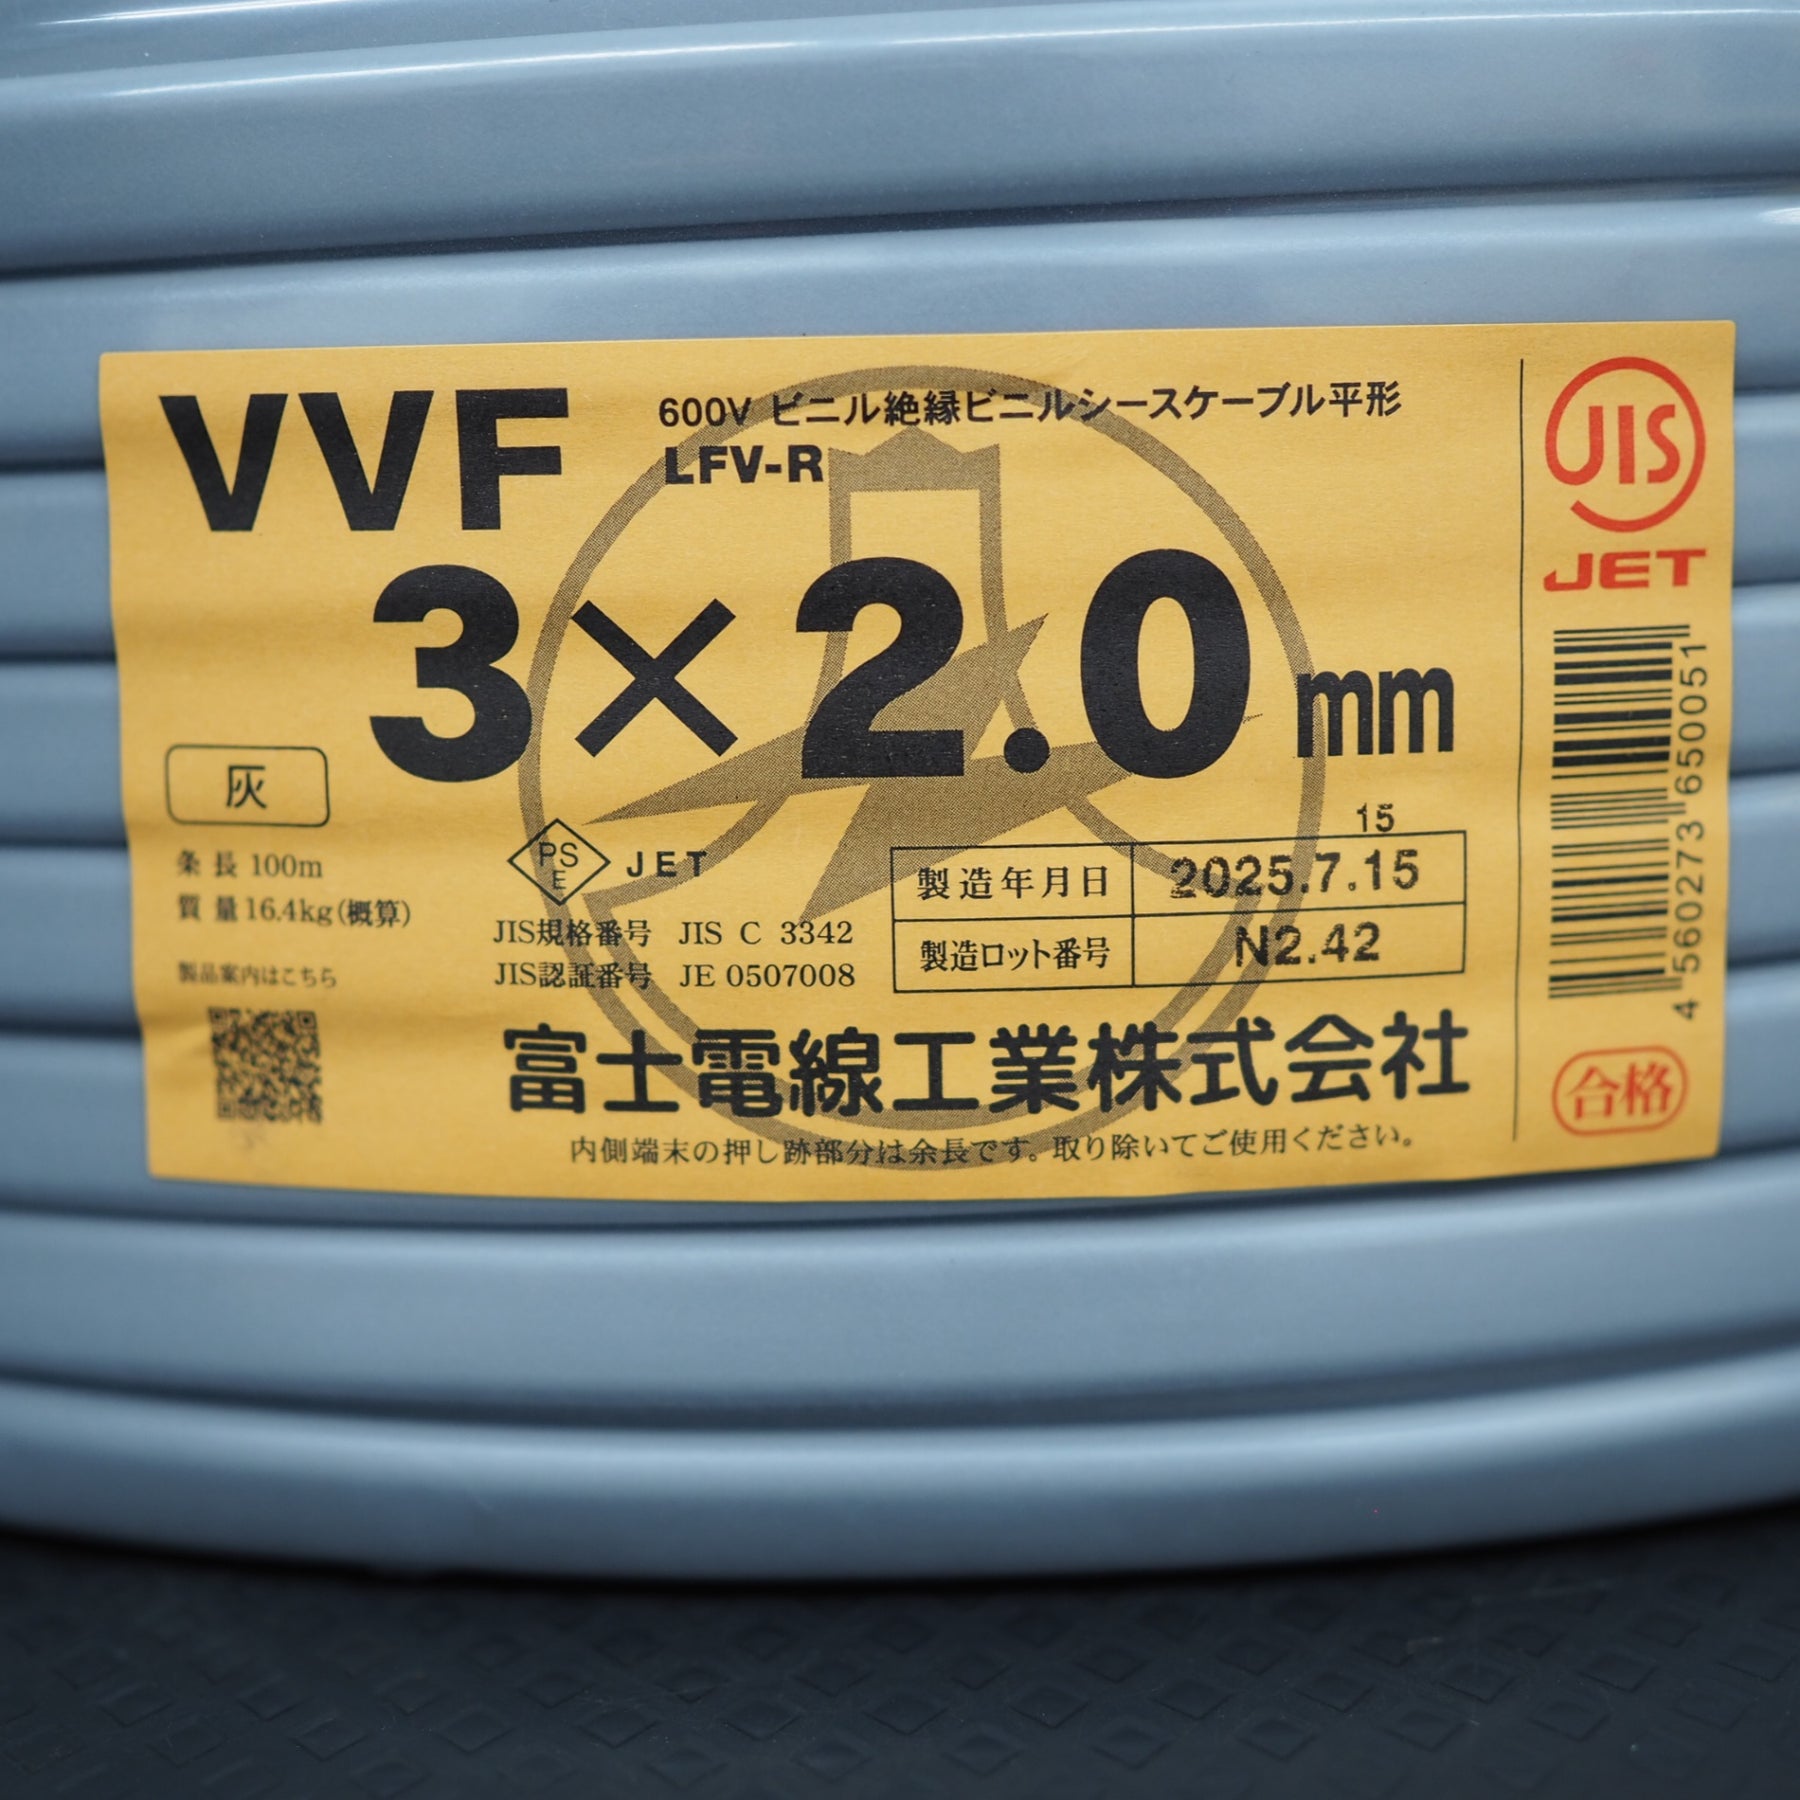 VVF
600V ビニル絶縁ビニルシースケーブル平形
LFV-R
3×2.0mm
灰
条長 100m
質量16.4kg(概算)
製品案内はこちら
PS
E
JET
JIS規格番号 JIS C 3342
JIS認証番号 JE 0507008
15
製造年月日 2025.7.15
製造ロット番号 N2.42
富士電線工業株式会社
内側端末の押し跡部分は余長です。取り除いてご使用ください。
JIS
JET
4560273650051
合格